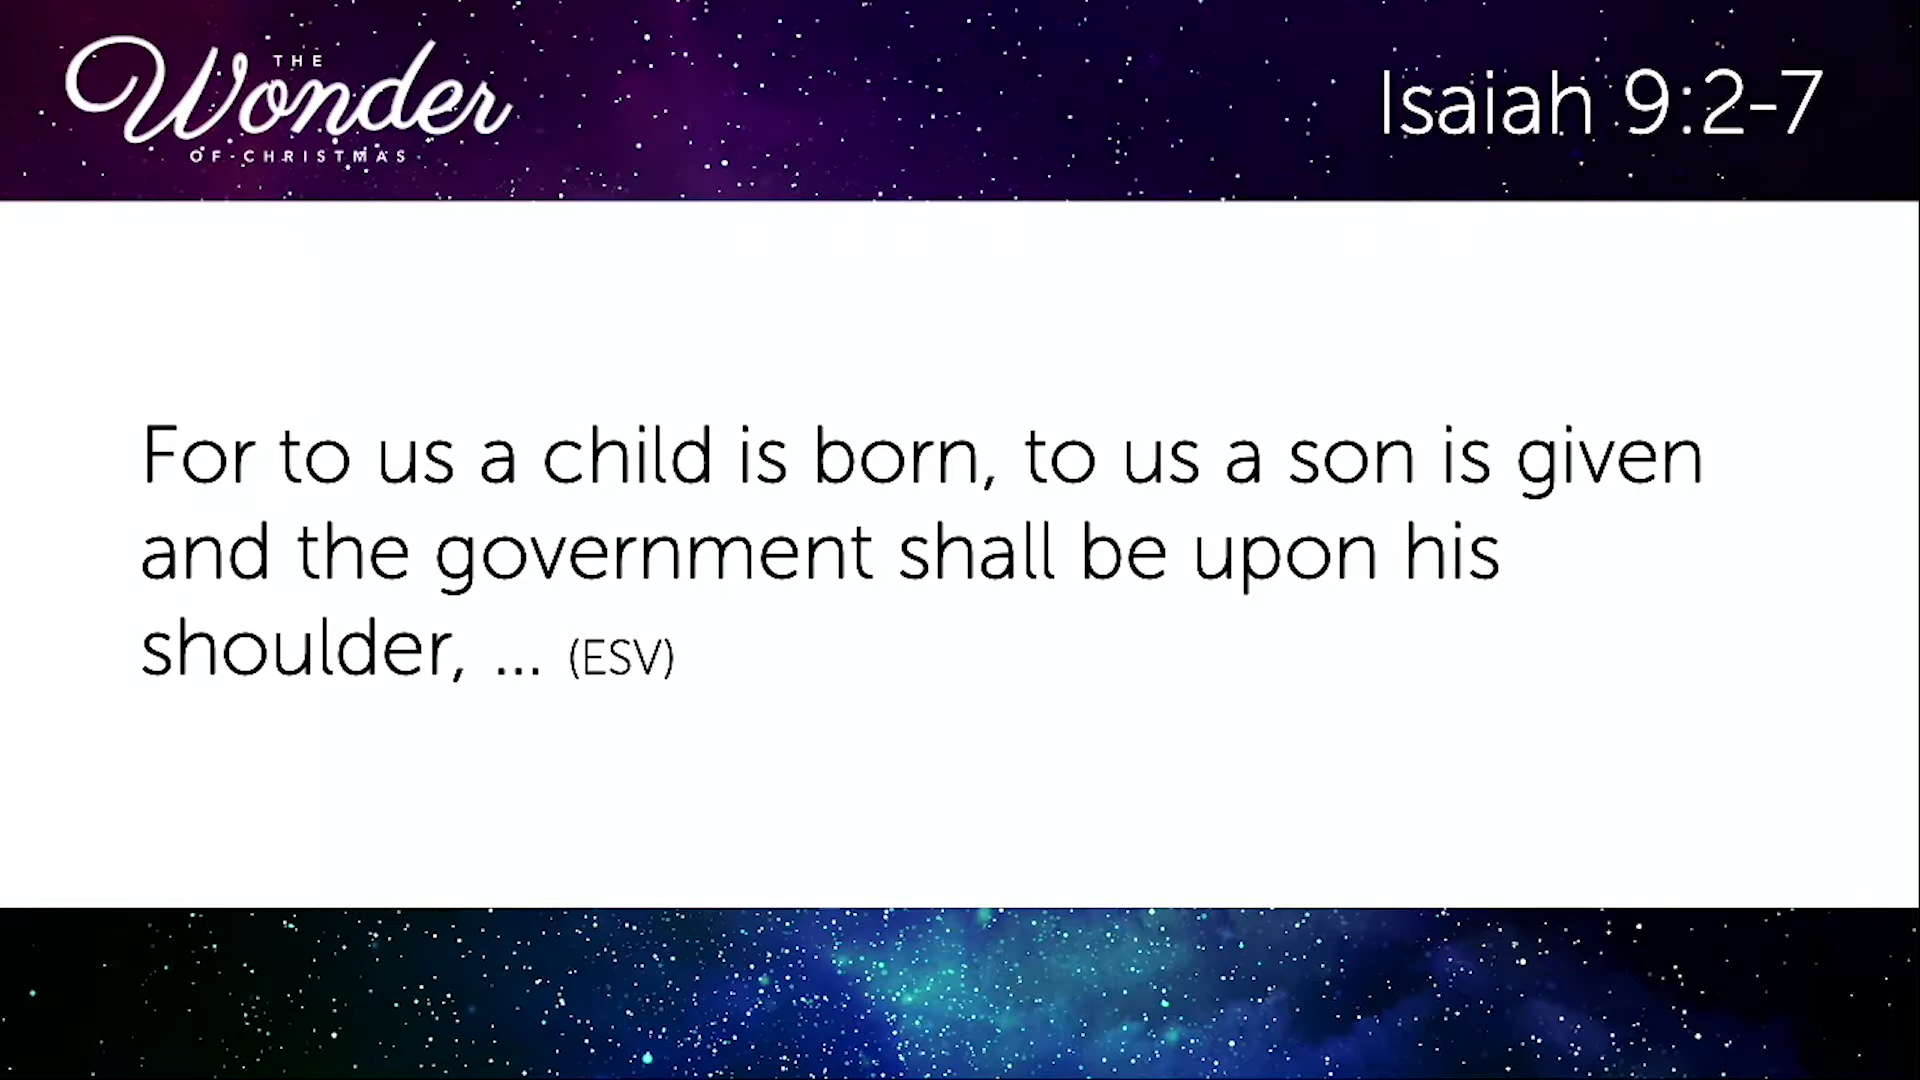 THE
Wonder
OF CHRISTMAS
Isaiah 9:2-7
For to us a child is born, to us a son is given
and the government shall be upon his
shoulder, ... (ESV)